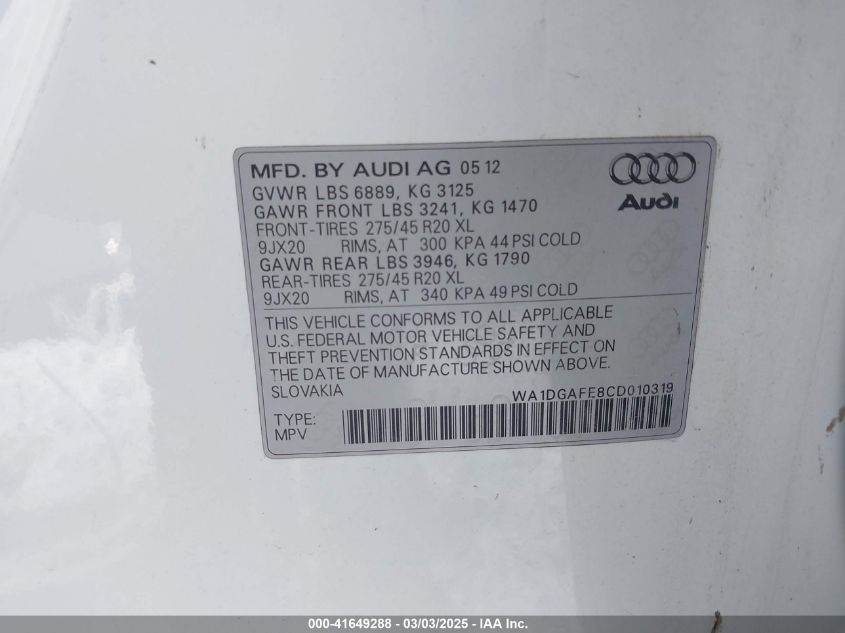 MFD. BY AUDI AG 05 12
Audi
GVWR LBS 6889, KG 3125
GAWR FRONT LBS 3241, KG 1470
FRONT-TIRES 275/45 R20 XL
9JX20 RIMS, AT 300 KPA 44 PSI COLD
GAWR REAR LBS 3946, KG 1790
REAR-TIRES 275/45 R20 XL
9JX20 RIMS, AT 340 KPA 49 PSI COLD
THIS VEHICLE CONFORMS TO ALL APPLICABLE
U.S. FEDERAL MOTOR VEHICLE SAFETY AND
THEFT PREVENTION STANDARDS IN EFFECT ON
THE DATE OF MANUFACTURE SHOWN ABOVE.
SLOVAKIA WA1DGAFE8CD010319
TYPE:
MPV
000-41649288 - 03/03/2025 - IAA Inc.